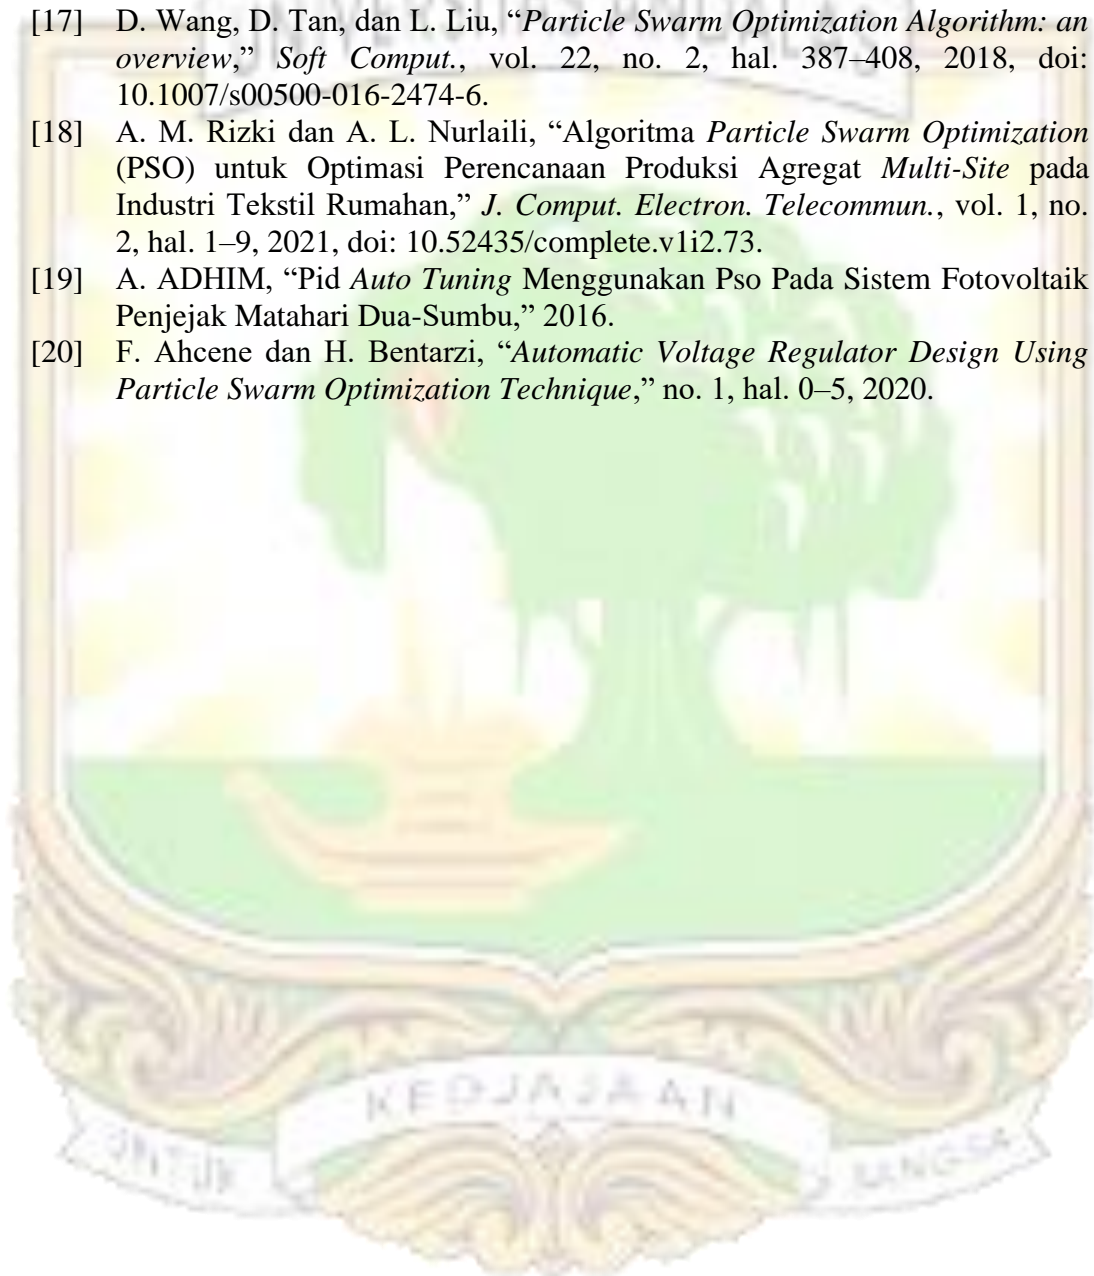 [17] D. Wang, D. Tan, dan L. Liu, “Particle Swarm Optimization Algorithm: an
overview,” Soft Comput., vol. 22, no. 2, hal. 387–408, 2018, doi:
10.1007/s00500-016-2474-6.
[18] A. M. Rizki dan A. L. Nurlaili, “Algoritma Particle Swarm Optimization
(PSO) untuk Optimasi Perencanaan Produksi Agregat Multi-Site pada
Industri Tekstil Rumahan,” J. Comput. Electron. Telecommun., vol. 1, no.
2, hal. 1–9, 2021, doi: 10.52435/complete.v1i2.73.
[19] A. ADHIM, “Pid Auto Tuning Menggunakan Pso Pada Sistem Fotovoltaik
Penjejak Matahari Dua-Sumbu,” 2016.
[20] F. Ahcene dan H. Bentarzi, “Automatic Voltage Regulator Design Using
Particle Swarm Optimization Technique,” no. 1, hal. 0–5, 2020.
UNTUK KEDJAJAAN BANGSA